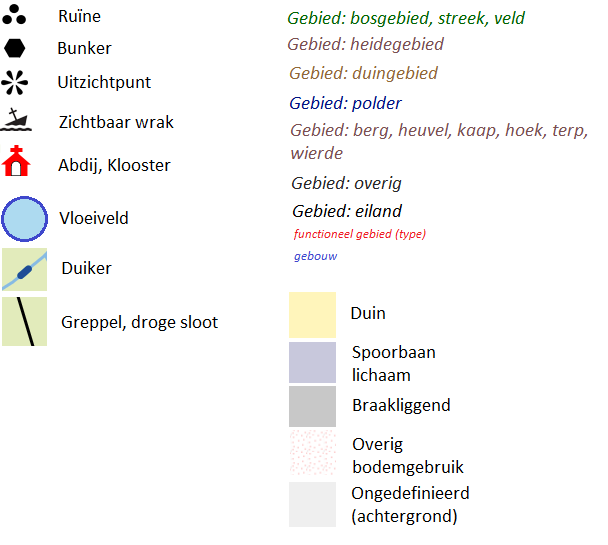 Ruïne
Bunker
Uitzichtpunt
Zichtbaar wrak
Abdij, Klooster
Vloeiveld
Duiker
Greppel, droge sloot
Gebied: bosgebied, streek, veld
Gebied: heidegebied
Gebied: duingebied
Gebied: polder
Gebied: berg, heuvel, kaap, hoek, terp,
wierde
Gebied: overig
Gebied: eiland
functioneel gebied (type)
gebouw
Duin
Spoorbaan
lichaam
Braakliggend
Overig
bodemgebruik
Ongedefinieerd
(achtergrond)